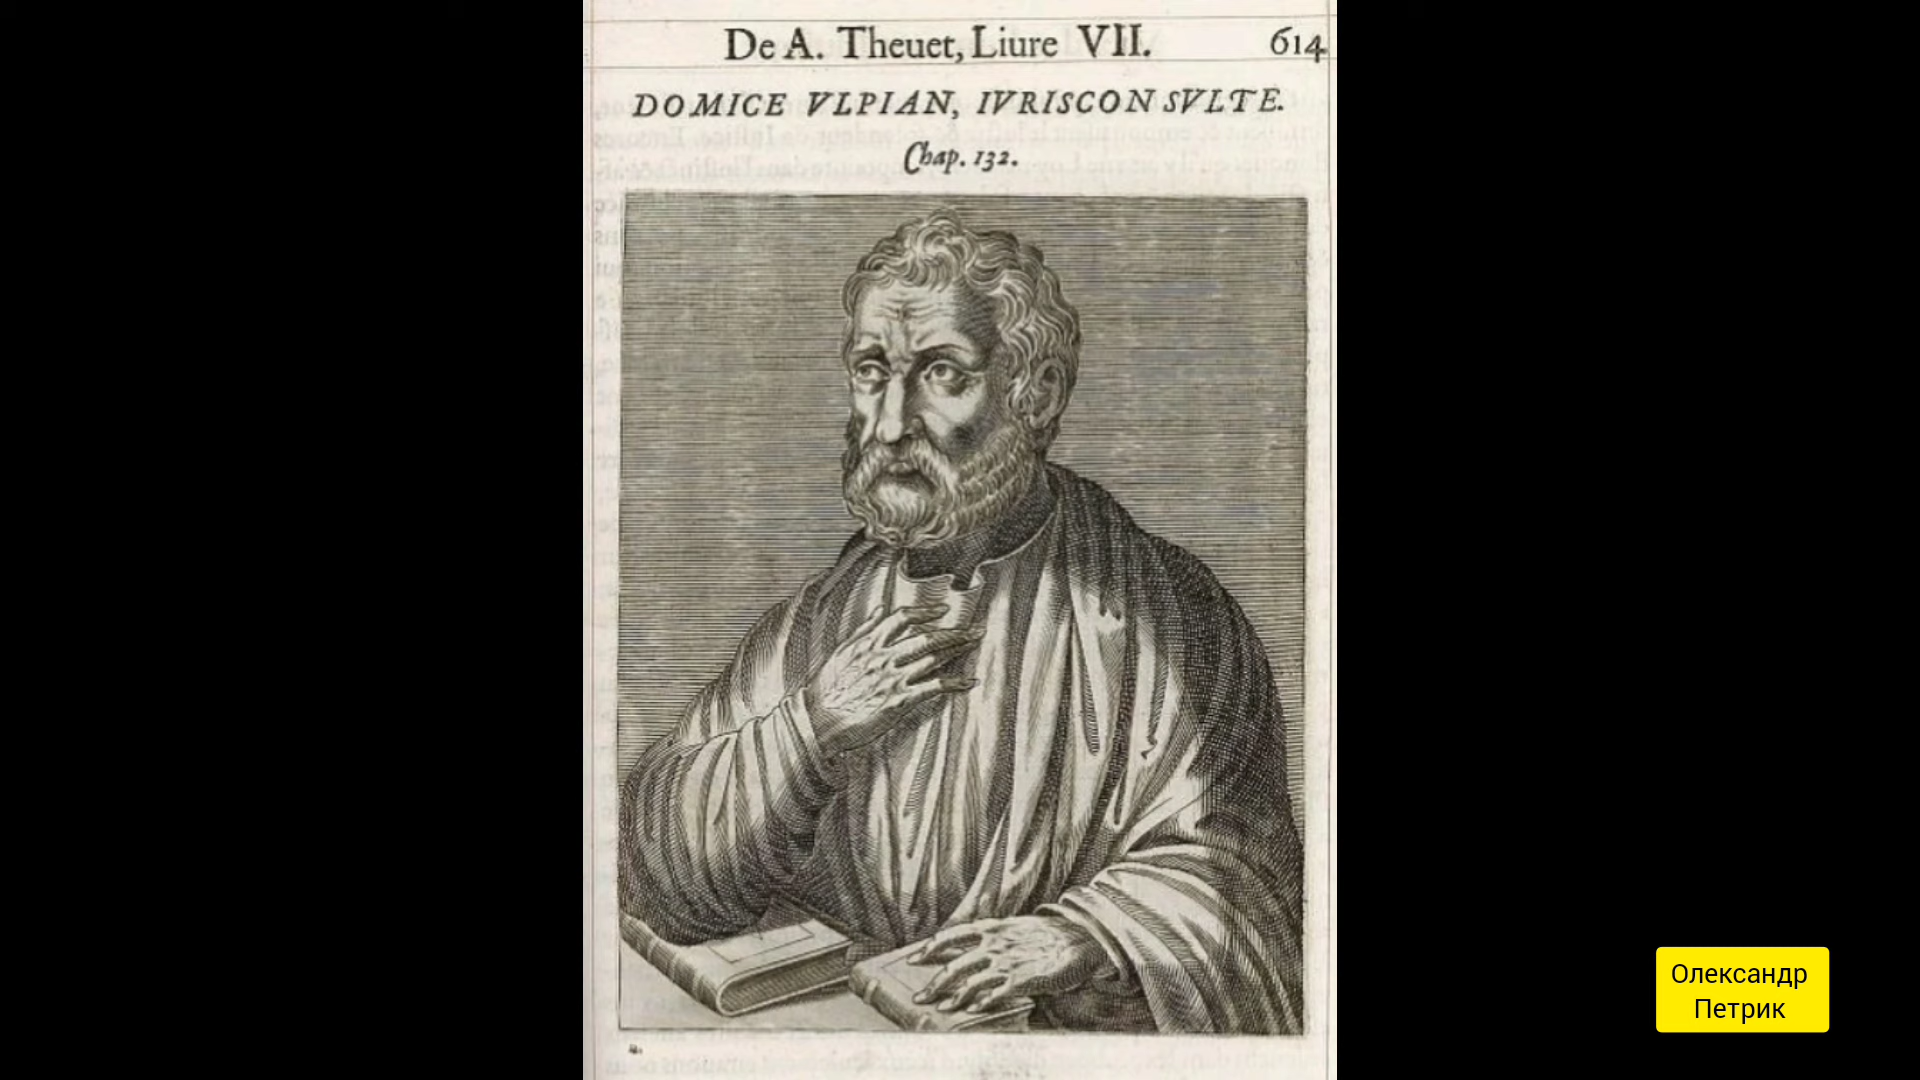 De A. Theuet, Liure VII. 614
DOMICE VLPIAN, IVRISCONSVLTE.
Chap. 132.
Олександр
Петрик